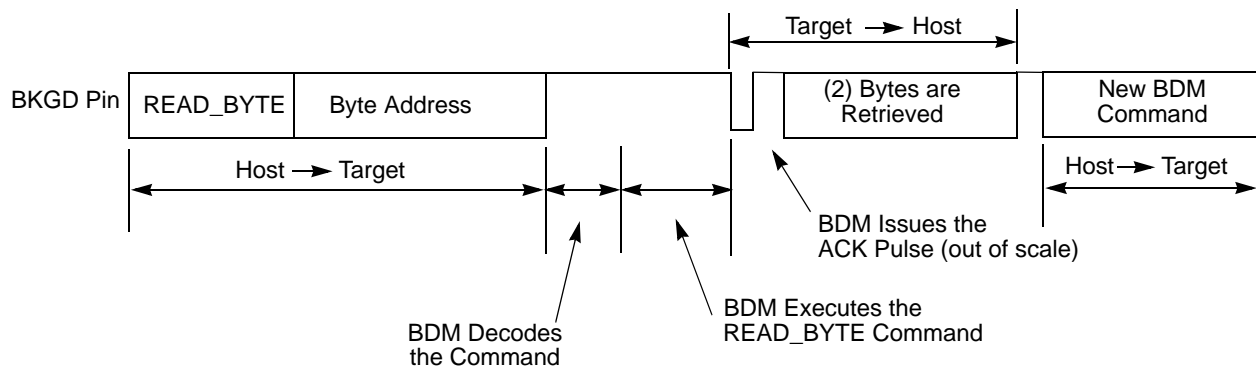 Target → Host
BKGD Pin
READ_BYTE
Byte Address
(2) Bytes are
Retrieved
New BDM
Command
Host → Target
Host → Target
BDM Issues the
ACK Pulse (out of scale)
BDM Decodes
the Command
BDM Executes the
READ_BYTE Command